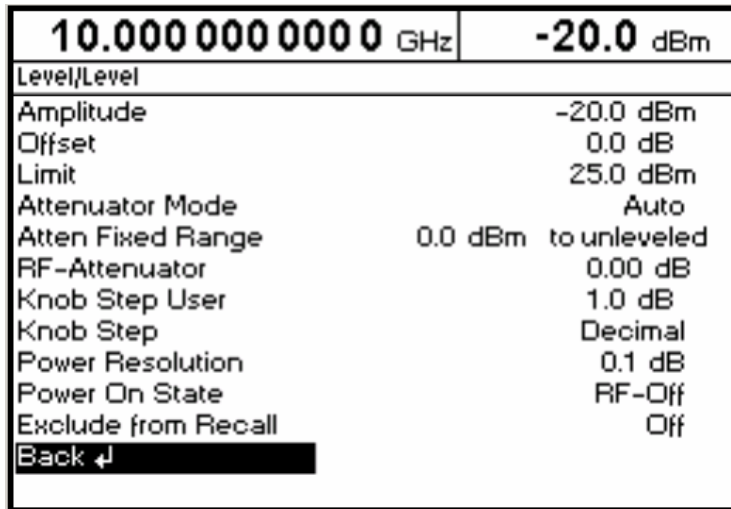 10.000 000 000 0 GHz -20.0 dBm
Level/Level
Amplitude -20.0 dBm
Offset 0.0 dB
Limit 25.0 dBm
Attenuator Mode Auto
Atten Fixed Range 0.0 dBm to unleveled
RF-Attenuator 0.00 dB
Knob Step User 1.0 dB
Knob Step Decimal
Power Resolution 0.1 dB
Power On State RF-Off
Exclude from Recall Off
Back ↲